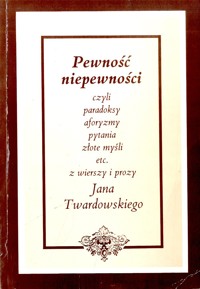 Pewność
niepewności
czyli
paradoksy
aforyzmy
pytania
złote myśli
etc.
z wierszy i prozy
Jana
Twardowskiego